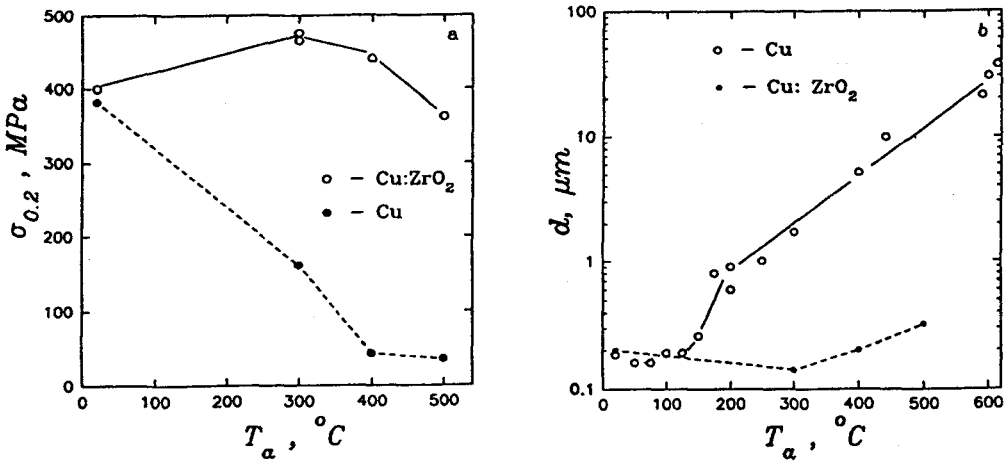 a
500
400
300
200
100
0
σ0.2 , MPa
○ – Cu:ZrO2
● – Cu
0 100 200 300 400 500
Ta , °C
b
100
10
1
0.1
d, μm
○ – Cu
• – Cu: ZrO2
0 100 200 300 400 500 600
Ta , °C